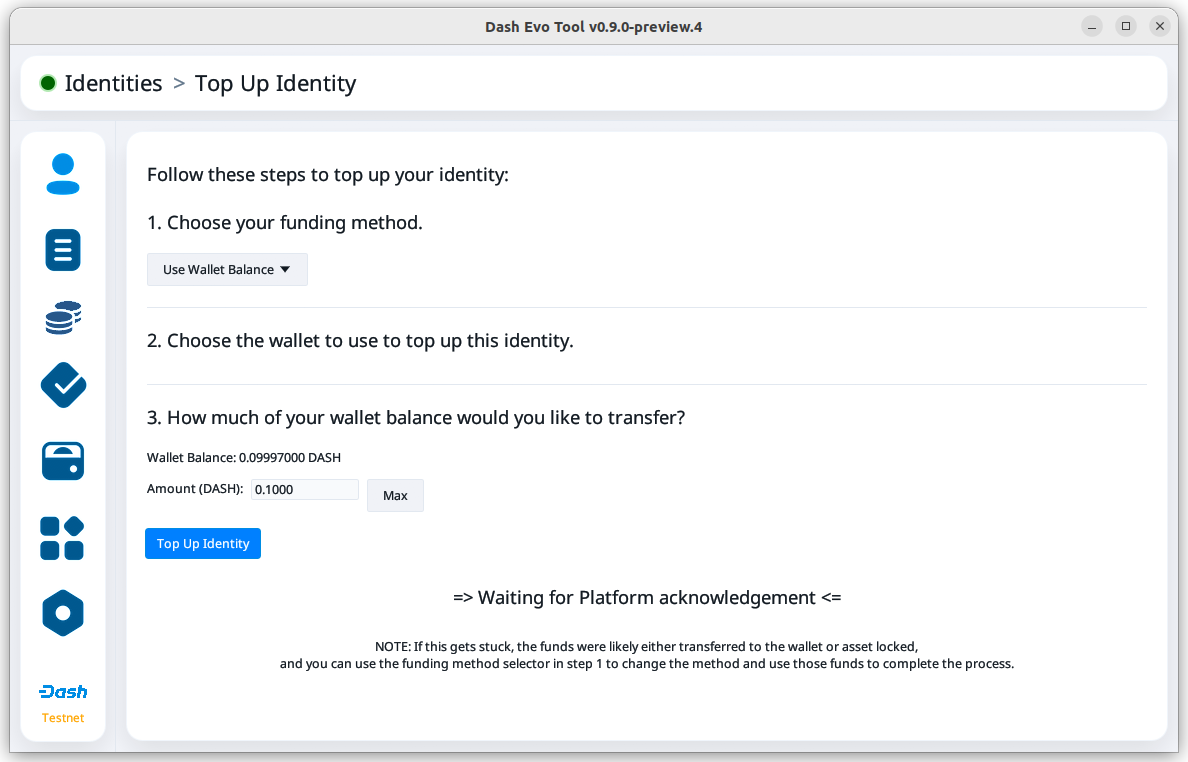 Dash Evo Tool v0.9.0-preview.4
Identities > Top Up Identity
Follow these steps to top up your identity:
1. Choose your funding method.
Use Wallet Balance
2. Choose the wallet to use to top up this identity.
3. How much of your wallet balance would you like to transfer?
Wallet Balance: 0.09997000 DASH
Amount (DASH): 0.1000 Max
Top Up Identity
=> Waiting for Platform acknowledgement <=
NOTE: If this gets stuck, the funds were likely either transferred to the wallet or asset locked,
and you can use the funding method selector in step 1 to change the method and use those funds to complete the process.
Dash
Testnet